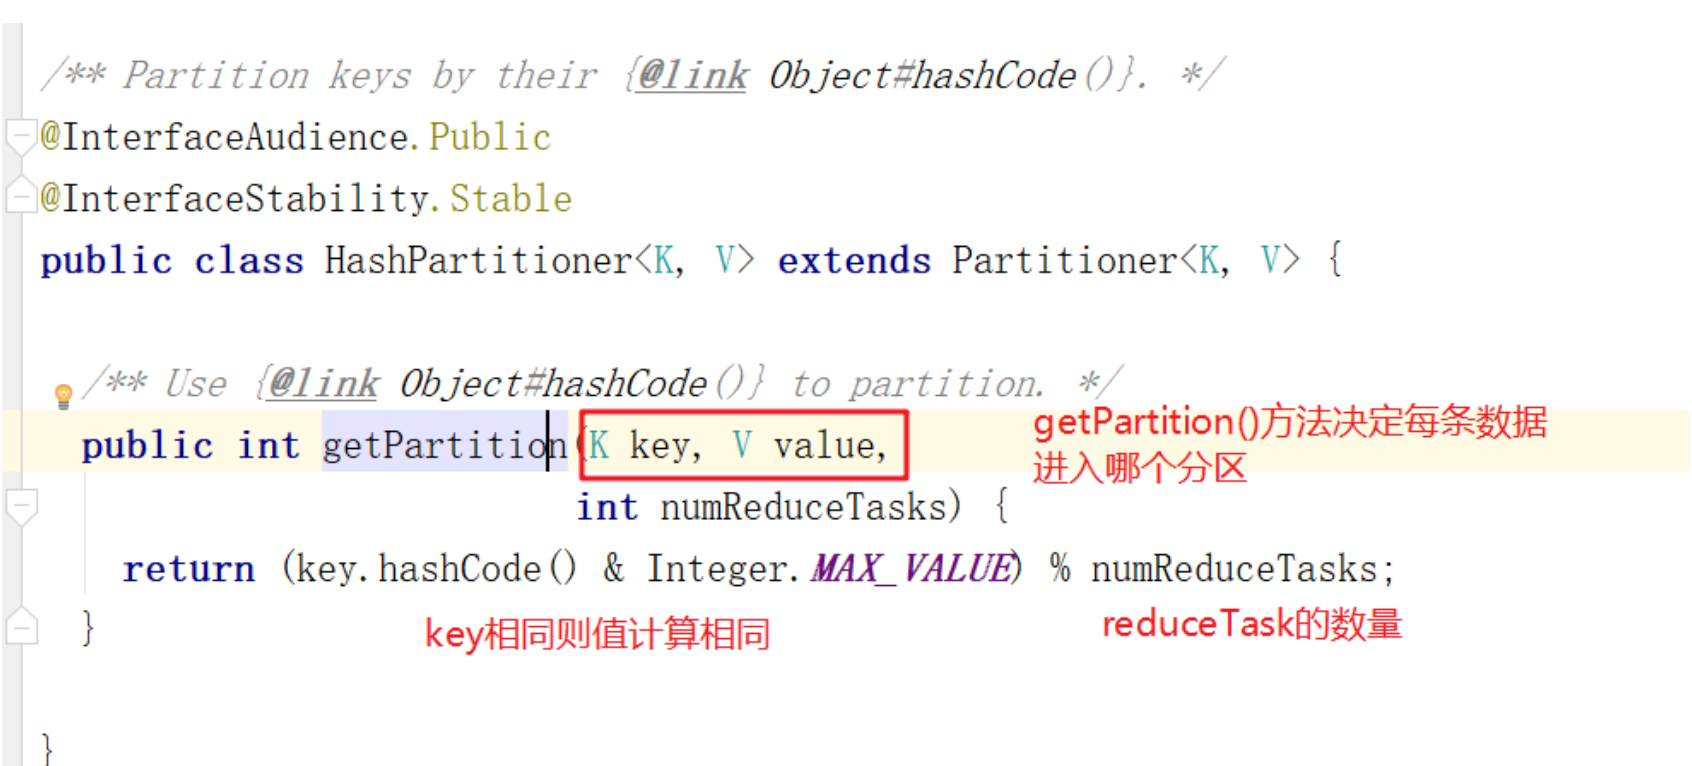 /** Partition keys by their {@link Object#hashCode()}. */
@InterfaceAudience.Public
@InterfaceStability.Stable
public class HashPartitioner<K, V> extends Partitioner<K, V> {
/** Use {@link Object#hashCode()} to partition. */
public int getPartition(K key, V value,
getPartition()方法决定每条数据
进入哪个分区
int numReduceTasks) {
return (key.hashCode() & Integer.MAX_VALUE) % numReduceTasks;
}
key相同则值计算相同
reduceTask的数量
}